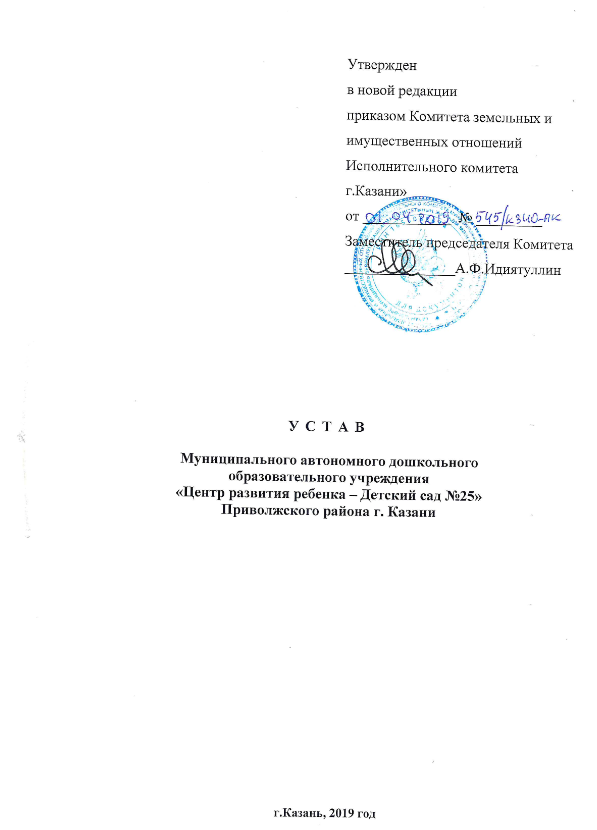 Утвержден
в новой редакции
приказом Комитета земельных и
имущественных отношений
Исполнительного комитета
г.Казани»
от 01.04.2019 № 545/кзио-пк
Заместитель председателя Комитета
А.Ф.Идиятуллин
У С Т А В
Муниципального автономного дошкольного
образовательного учреждения
«Центр развития ребенка – Детский сад №25»
Приволжского района г. Казани
г.Казань, 2019 год